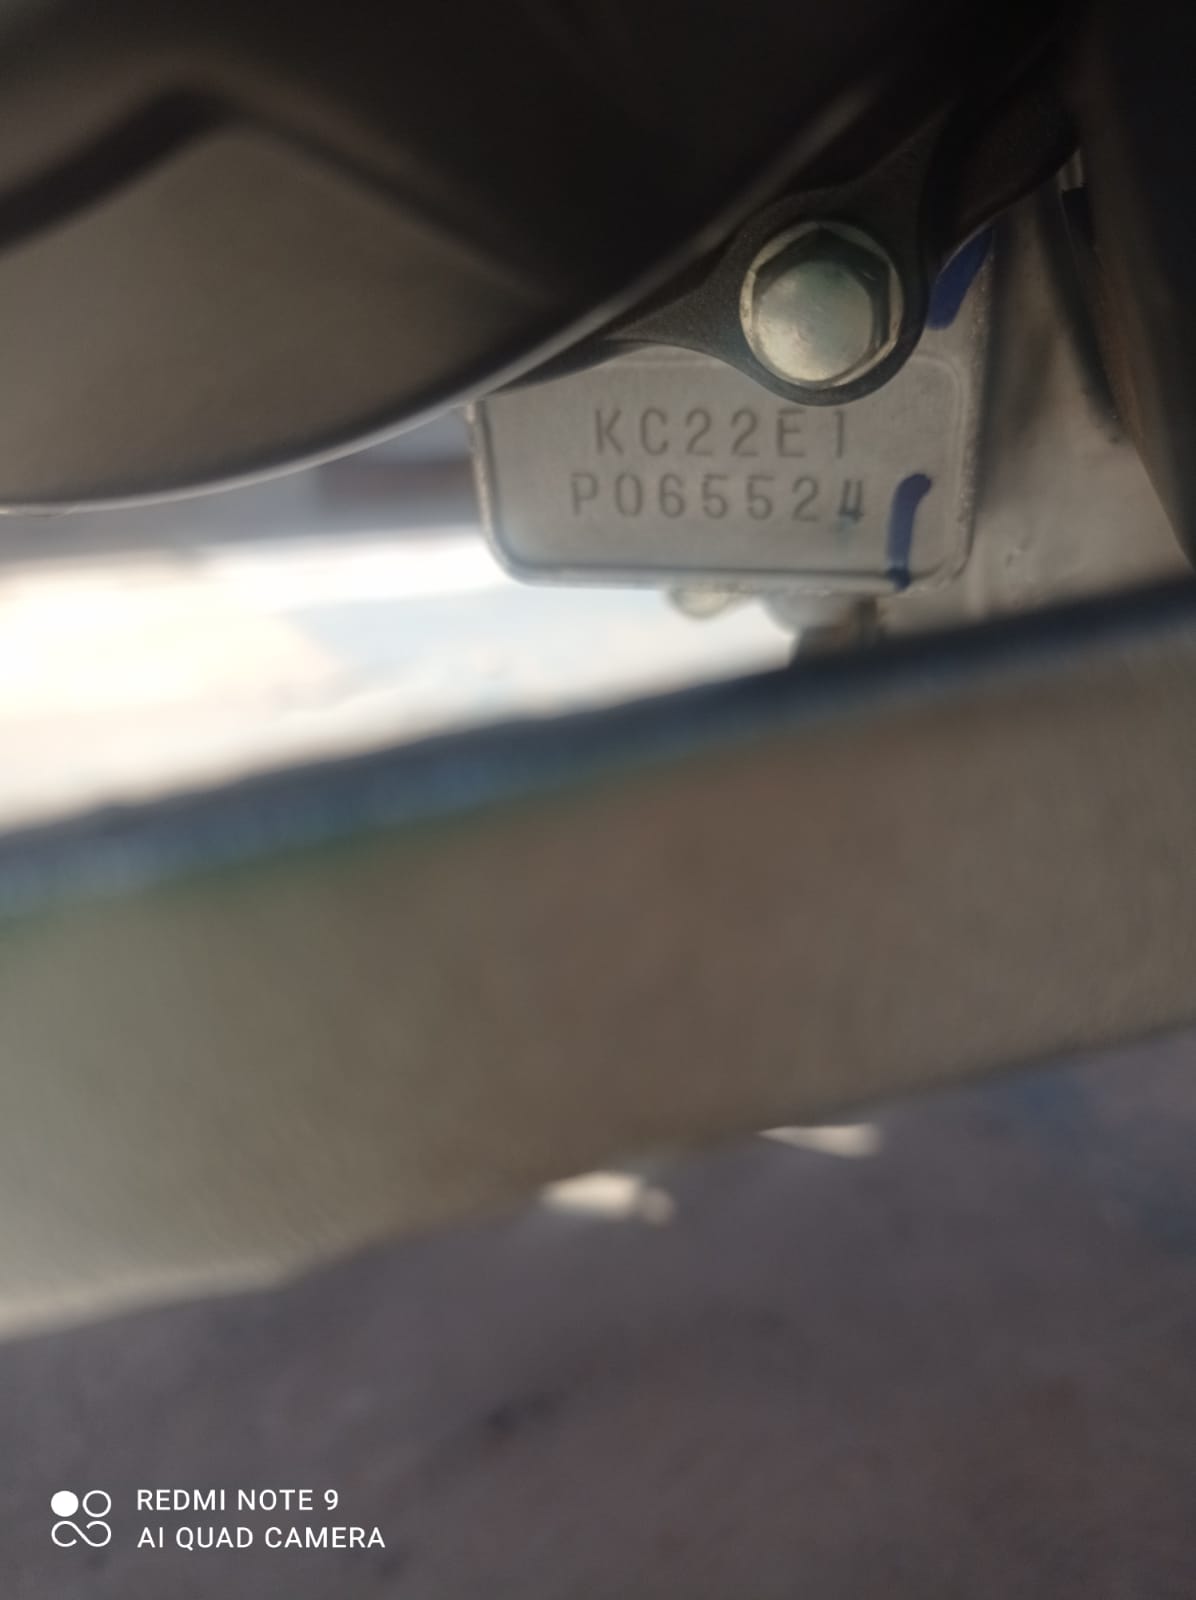 KC22E1
P065524
REDMI NOTE 9
AI QUAD CAMERA